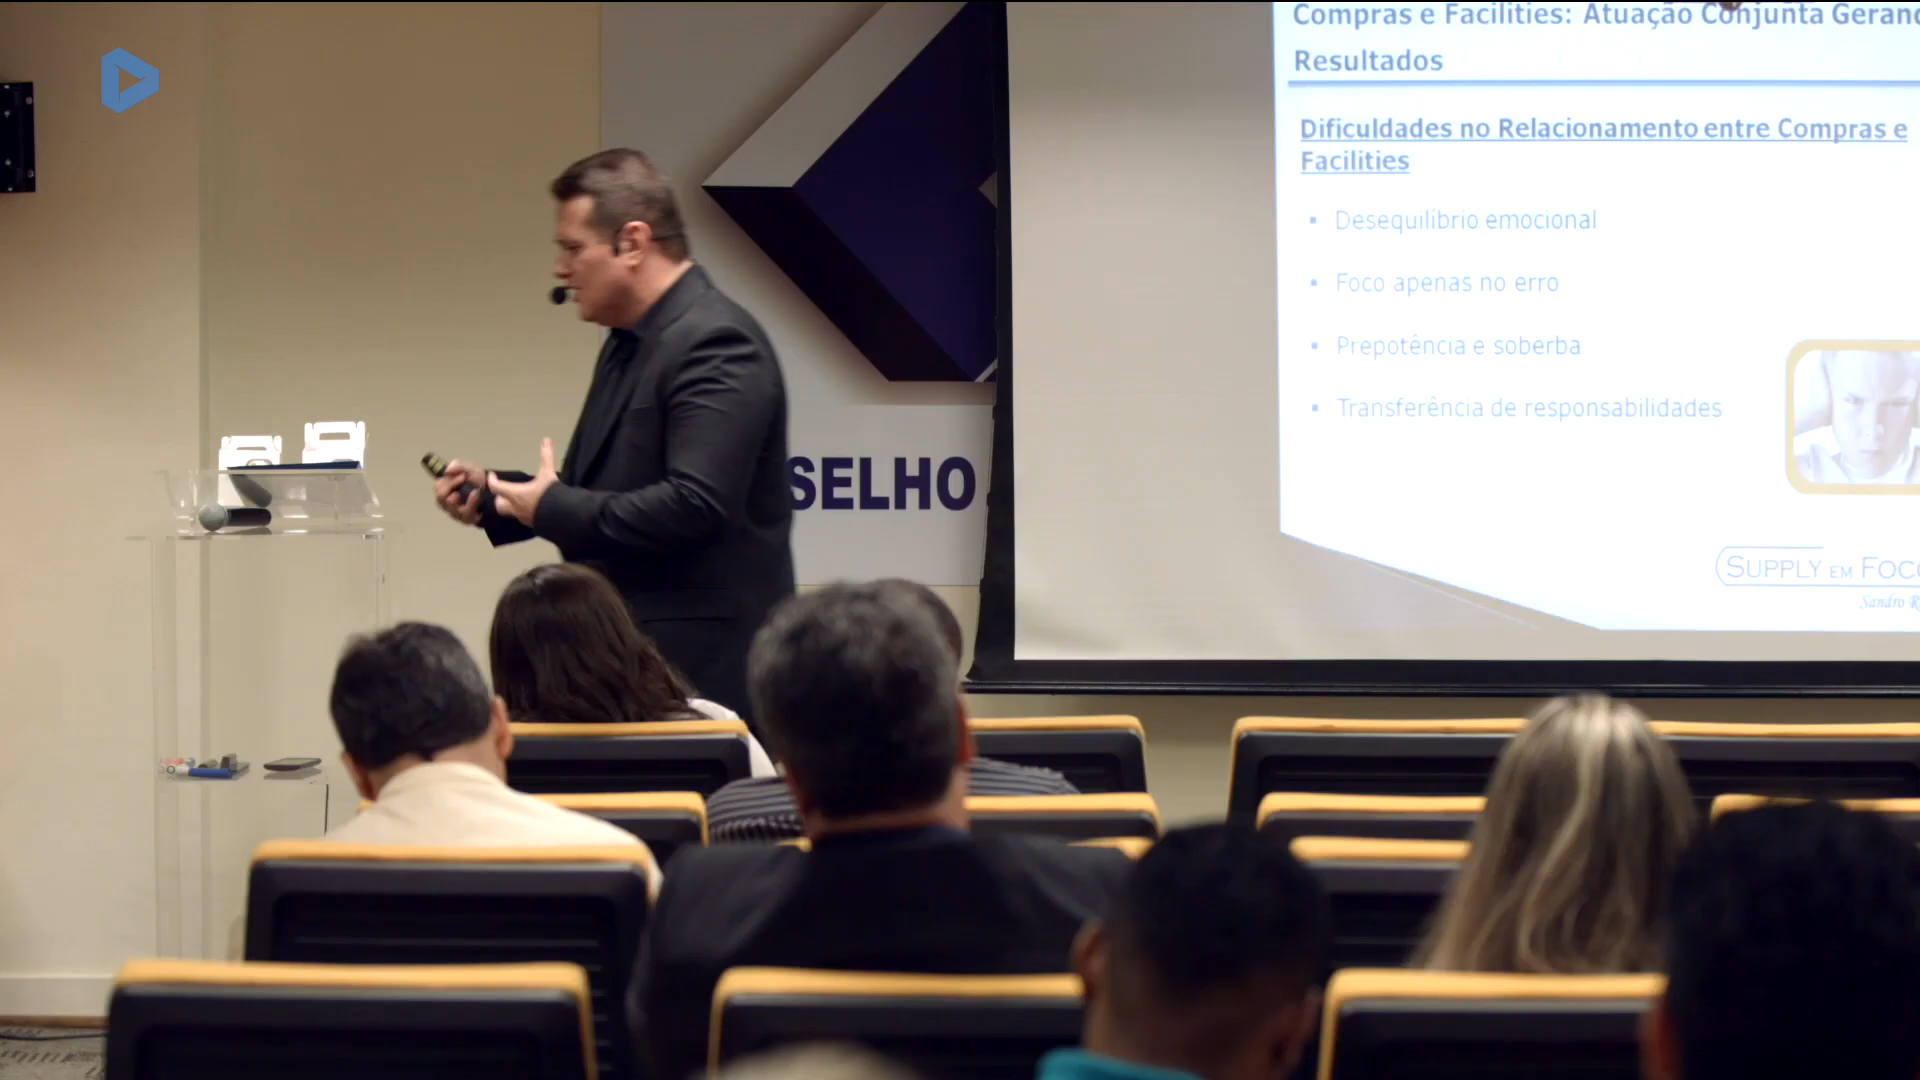 Compras e Facilities: Atuação Conjunta
Resultados
Dificuldades no Relacionamento entre Compras e
Facilities
▪ Desequilíbrio emocional
▪ Foco apenas no erro
▪ Prepotência e soberba
▪ Transferência de responsabilidades
SELHO
SUPPLY EM FOCO
Sandro